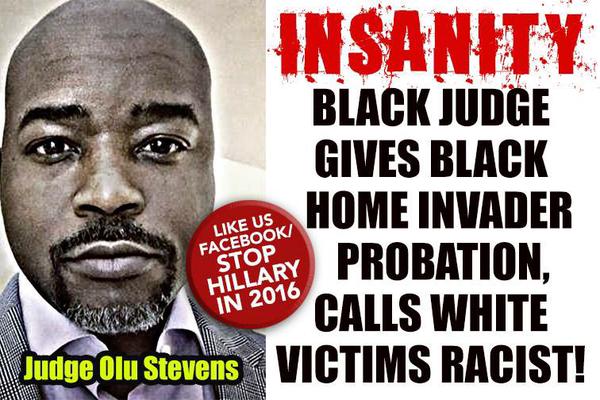 INSANITY
BLACK JUDGE
GIVES BLACK
HOME INVADER
PROBATION,
CALLS WHITE
VICTIMS RACIST!
LIKE US
FACEBOOK/
STOP
HILLARY
IN 2016
Judge Olu Stevens